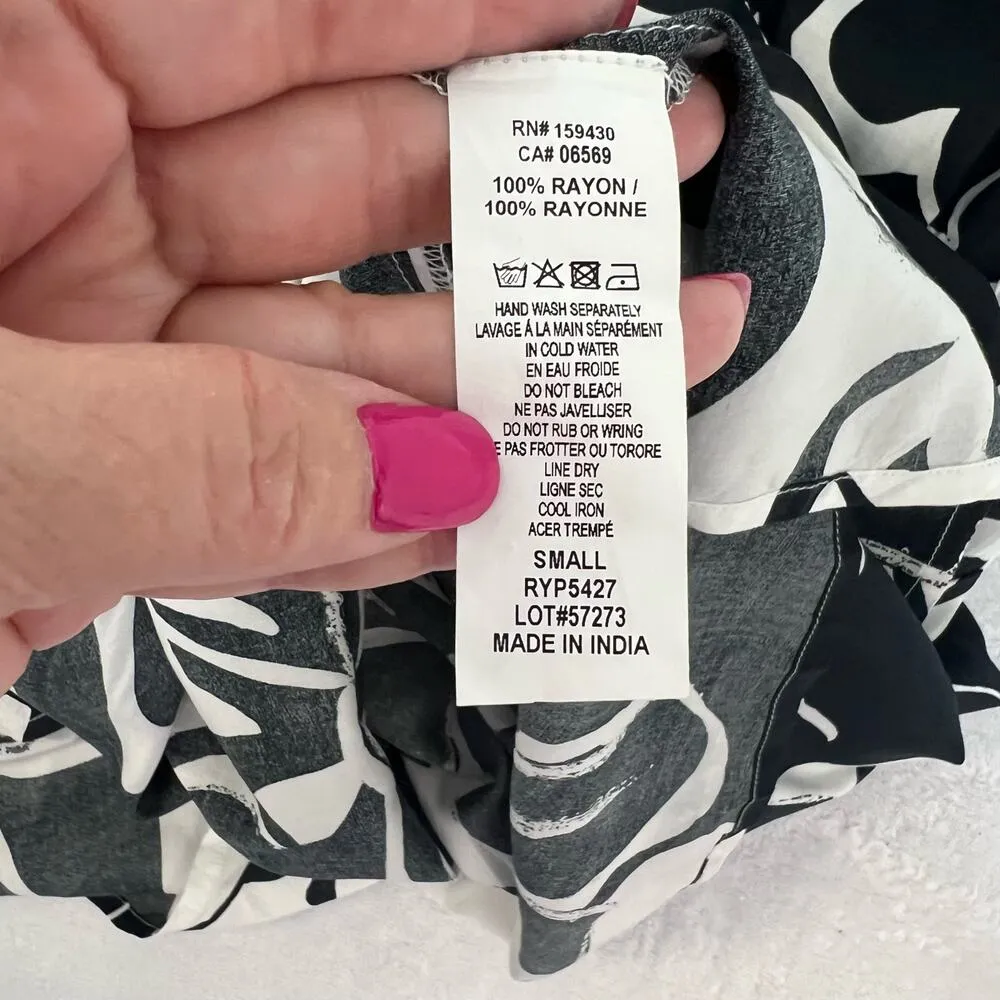 RN# 159430
CA# 06569
100% RAYON /
100% RAYONNE
HAND WASH SEPARATELY
LAVAGE Á LA MAIN SÉPARÉMENT
IN COLD WATER
EN EAU FROIDE
DO NOT BLEACH
NE PAS JAVELLISER
DO NOT RUB OR WRING
PAS FROTTER OU TORORE
LINE DRY
LIGNE SEC
COOL IRON
ACER TREMPÉ
SMALL
RYP5427
LOT#57273
MADE IN INDIA